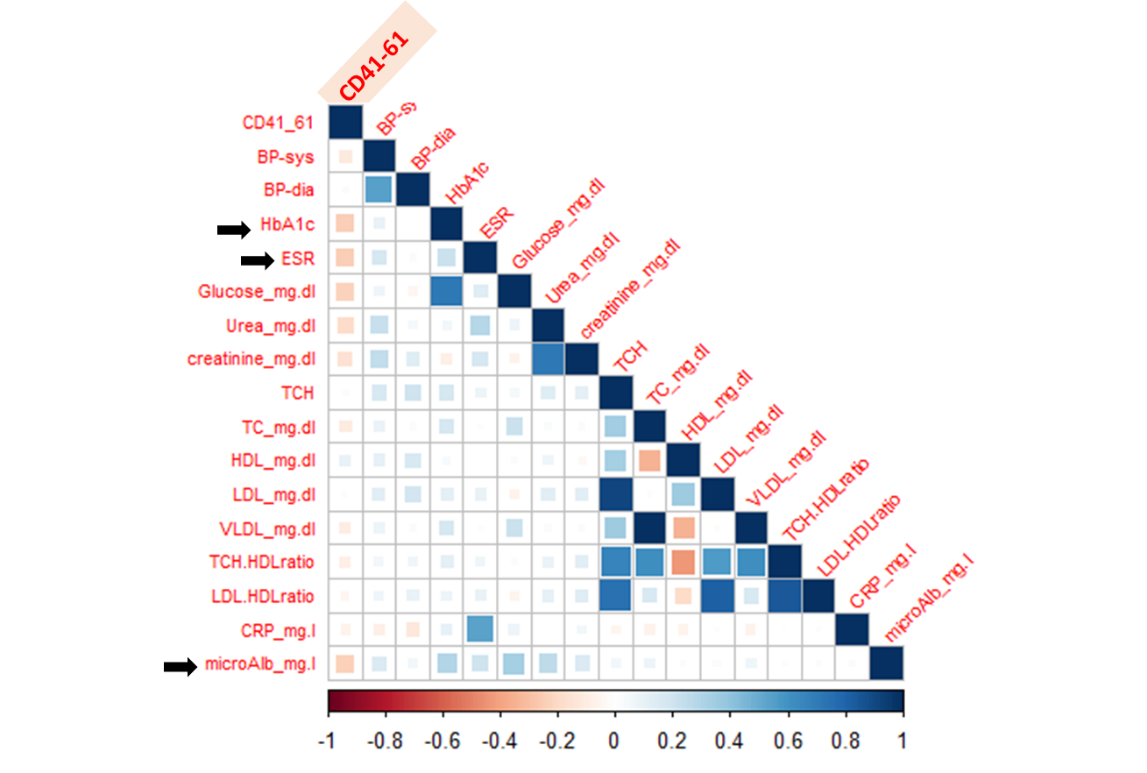 CD41-61
CD41_61
BP-sy
BP-sys
BP-dia
BP-dia
HbA1c
HbA1c
ESR
ESR
Glucose_mg.dl
Glucose_mg.dl
Urea_mg.dl
Urea_mg.dl
creatinine_mg.dl
creatinine_mg.dl
TCH
TCH
TC_mg.dl
TC_mg.dl
HDL_mg.dl
HDL_mg.dl
LDL_mg.dl
LDL_mg.dl
VLDL_mg.dl
VLDL_mg.dl
TCH.HDLratio
TCH.HDLratio
LDL.HDLratio
LDL.HDLratio
CRP_mg.l
CRP_mg.l
microAlb_mg.l
microAlb_mg.l
-1 -0.8 -0.6 -0.4 -0.2 0 0.2 0.4 0.6 0.8 1